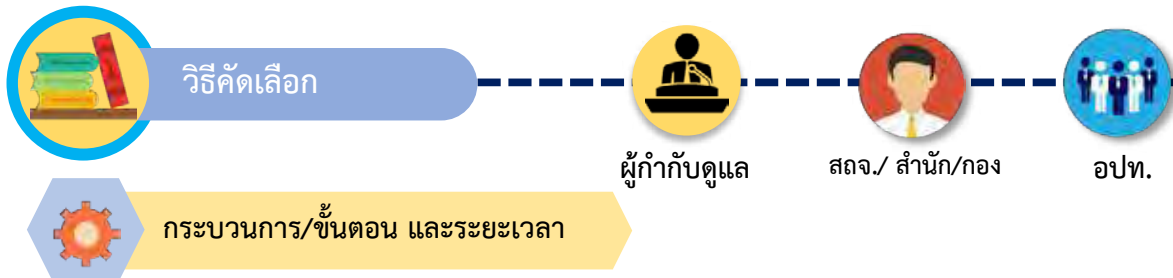 วิธีคัดเลือก
ผู้กำกับดูแล
สถจ./ สำนัก/กอง
อปท.
กระบวนการ/ขั้นตอน และระยะเวลา